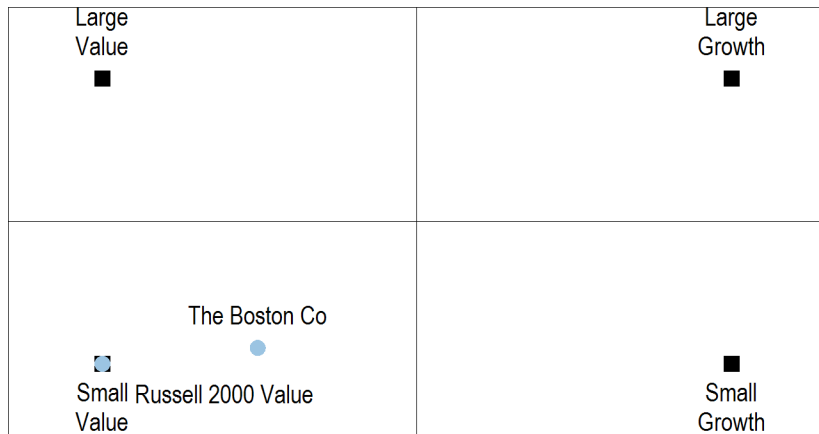 Large
Value
Large
Growth
The Boston Co
Small
Value
Russell 2000 Value
Small
Growth